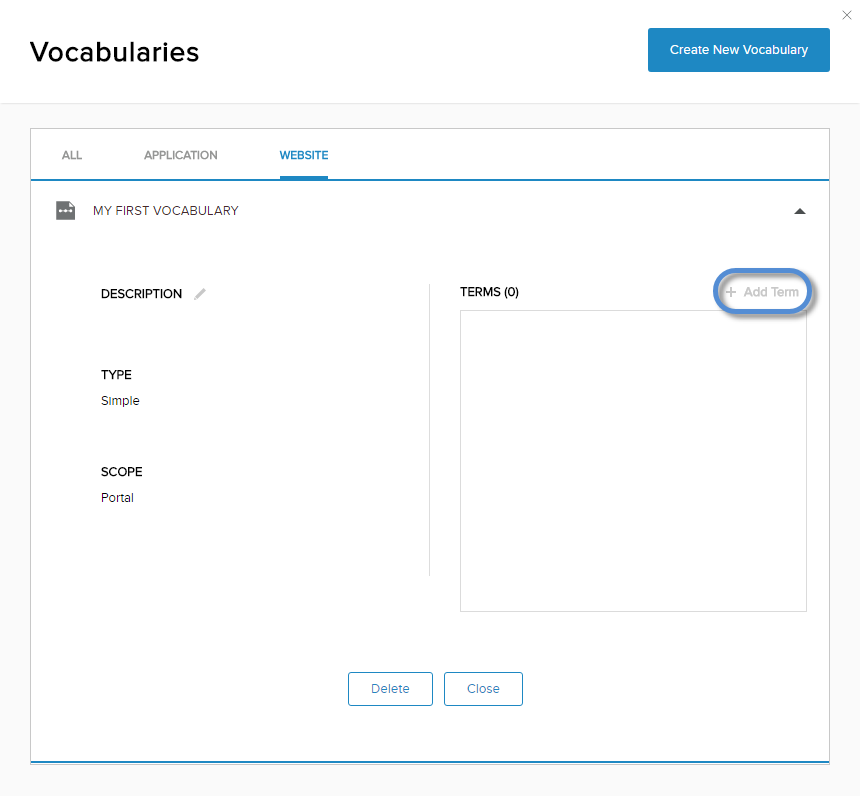 Vocabularies
Create New Vocabulary
ALL
APPLICATION
WEBSITE
MY FIRST VOCABULARY
DESCRIPTION
TERMS (0)
+ Add Term
TYPE
Simple
SCOPE
Portal
Delete
Close